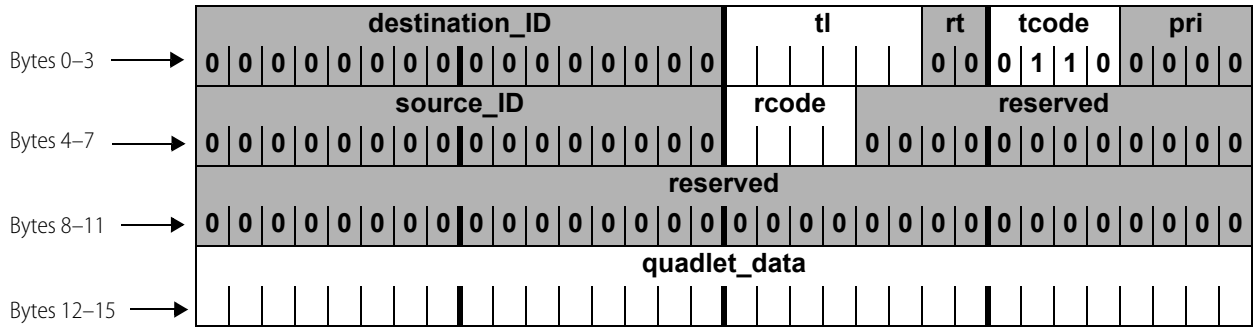 destination_ID tl rt tcode pri
Bytes 0–3 0 0 0 0 0 0 0 0 0 0 0 0 0 0 0 0 0 0 0 1 1 0 0 0 0 0
source_ID rcode reserved
Bytes 4–7 0 0 0 0 0 0 0 0 0 0 0 0 0 0 0 0 0 0 0 0 0 0 0 0 0 0 0 0
reserved
Bytes 8–11 0 0 0 0 0 0 0 0 0 0 0 0 0 0 0 0 0 0 0 0 0 0 0 0 0 0 0 0 0 0 0 0
quadlet_data
Bytes 12–15